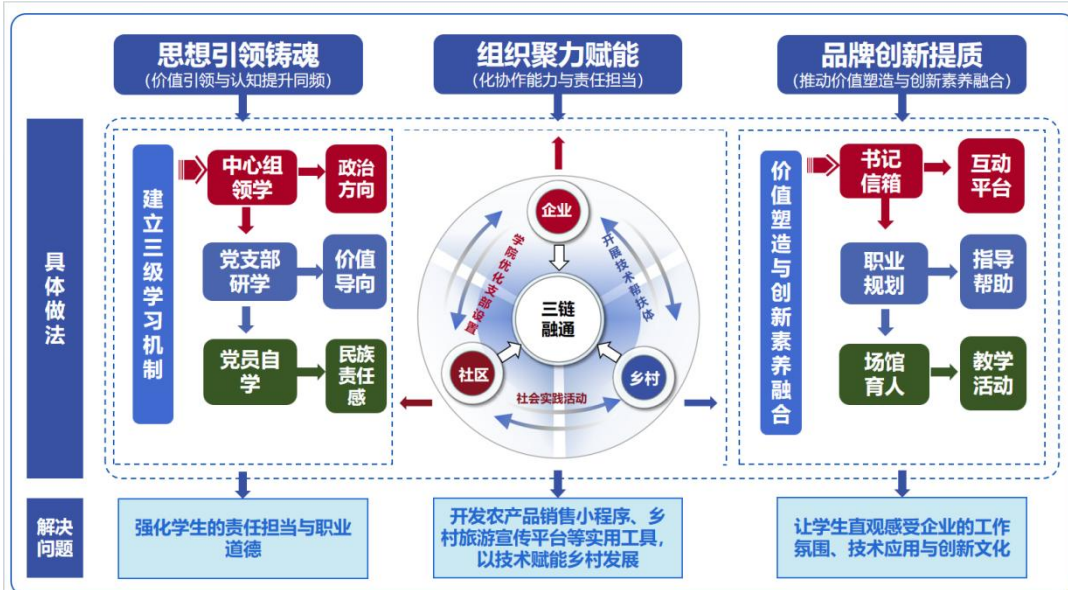 思想引领铸魂
(价值引领与认知提升同频)
组织聚力赋能
(化协作能力与责任担当)
品牌创新提质
(推动价值塑造与创新素养融合)
具体做法
建立三级学习机制
中心组
领学
政治
方向
党支部
研学
价值
导向
党员自
学
民族
责任
感
企业
学院优化支部设置
开展技术帮扶体
三链
融通
社区
乡村
社会实践活动
价值塑造与创新素养融合
书记
信箱
互动
平台
职业
规划
指导
帮助
场馆
育人
教学
活动
解决
问题
强化学生的责任担当与职业
道德
开发农产品销售小程序、乡
村旅游宣传平台等实用工具，
以技术赋能乡村发展
让学生直观感受企业的工作
氛围、技术应用与创新文化